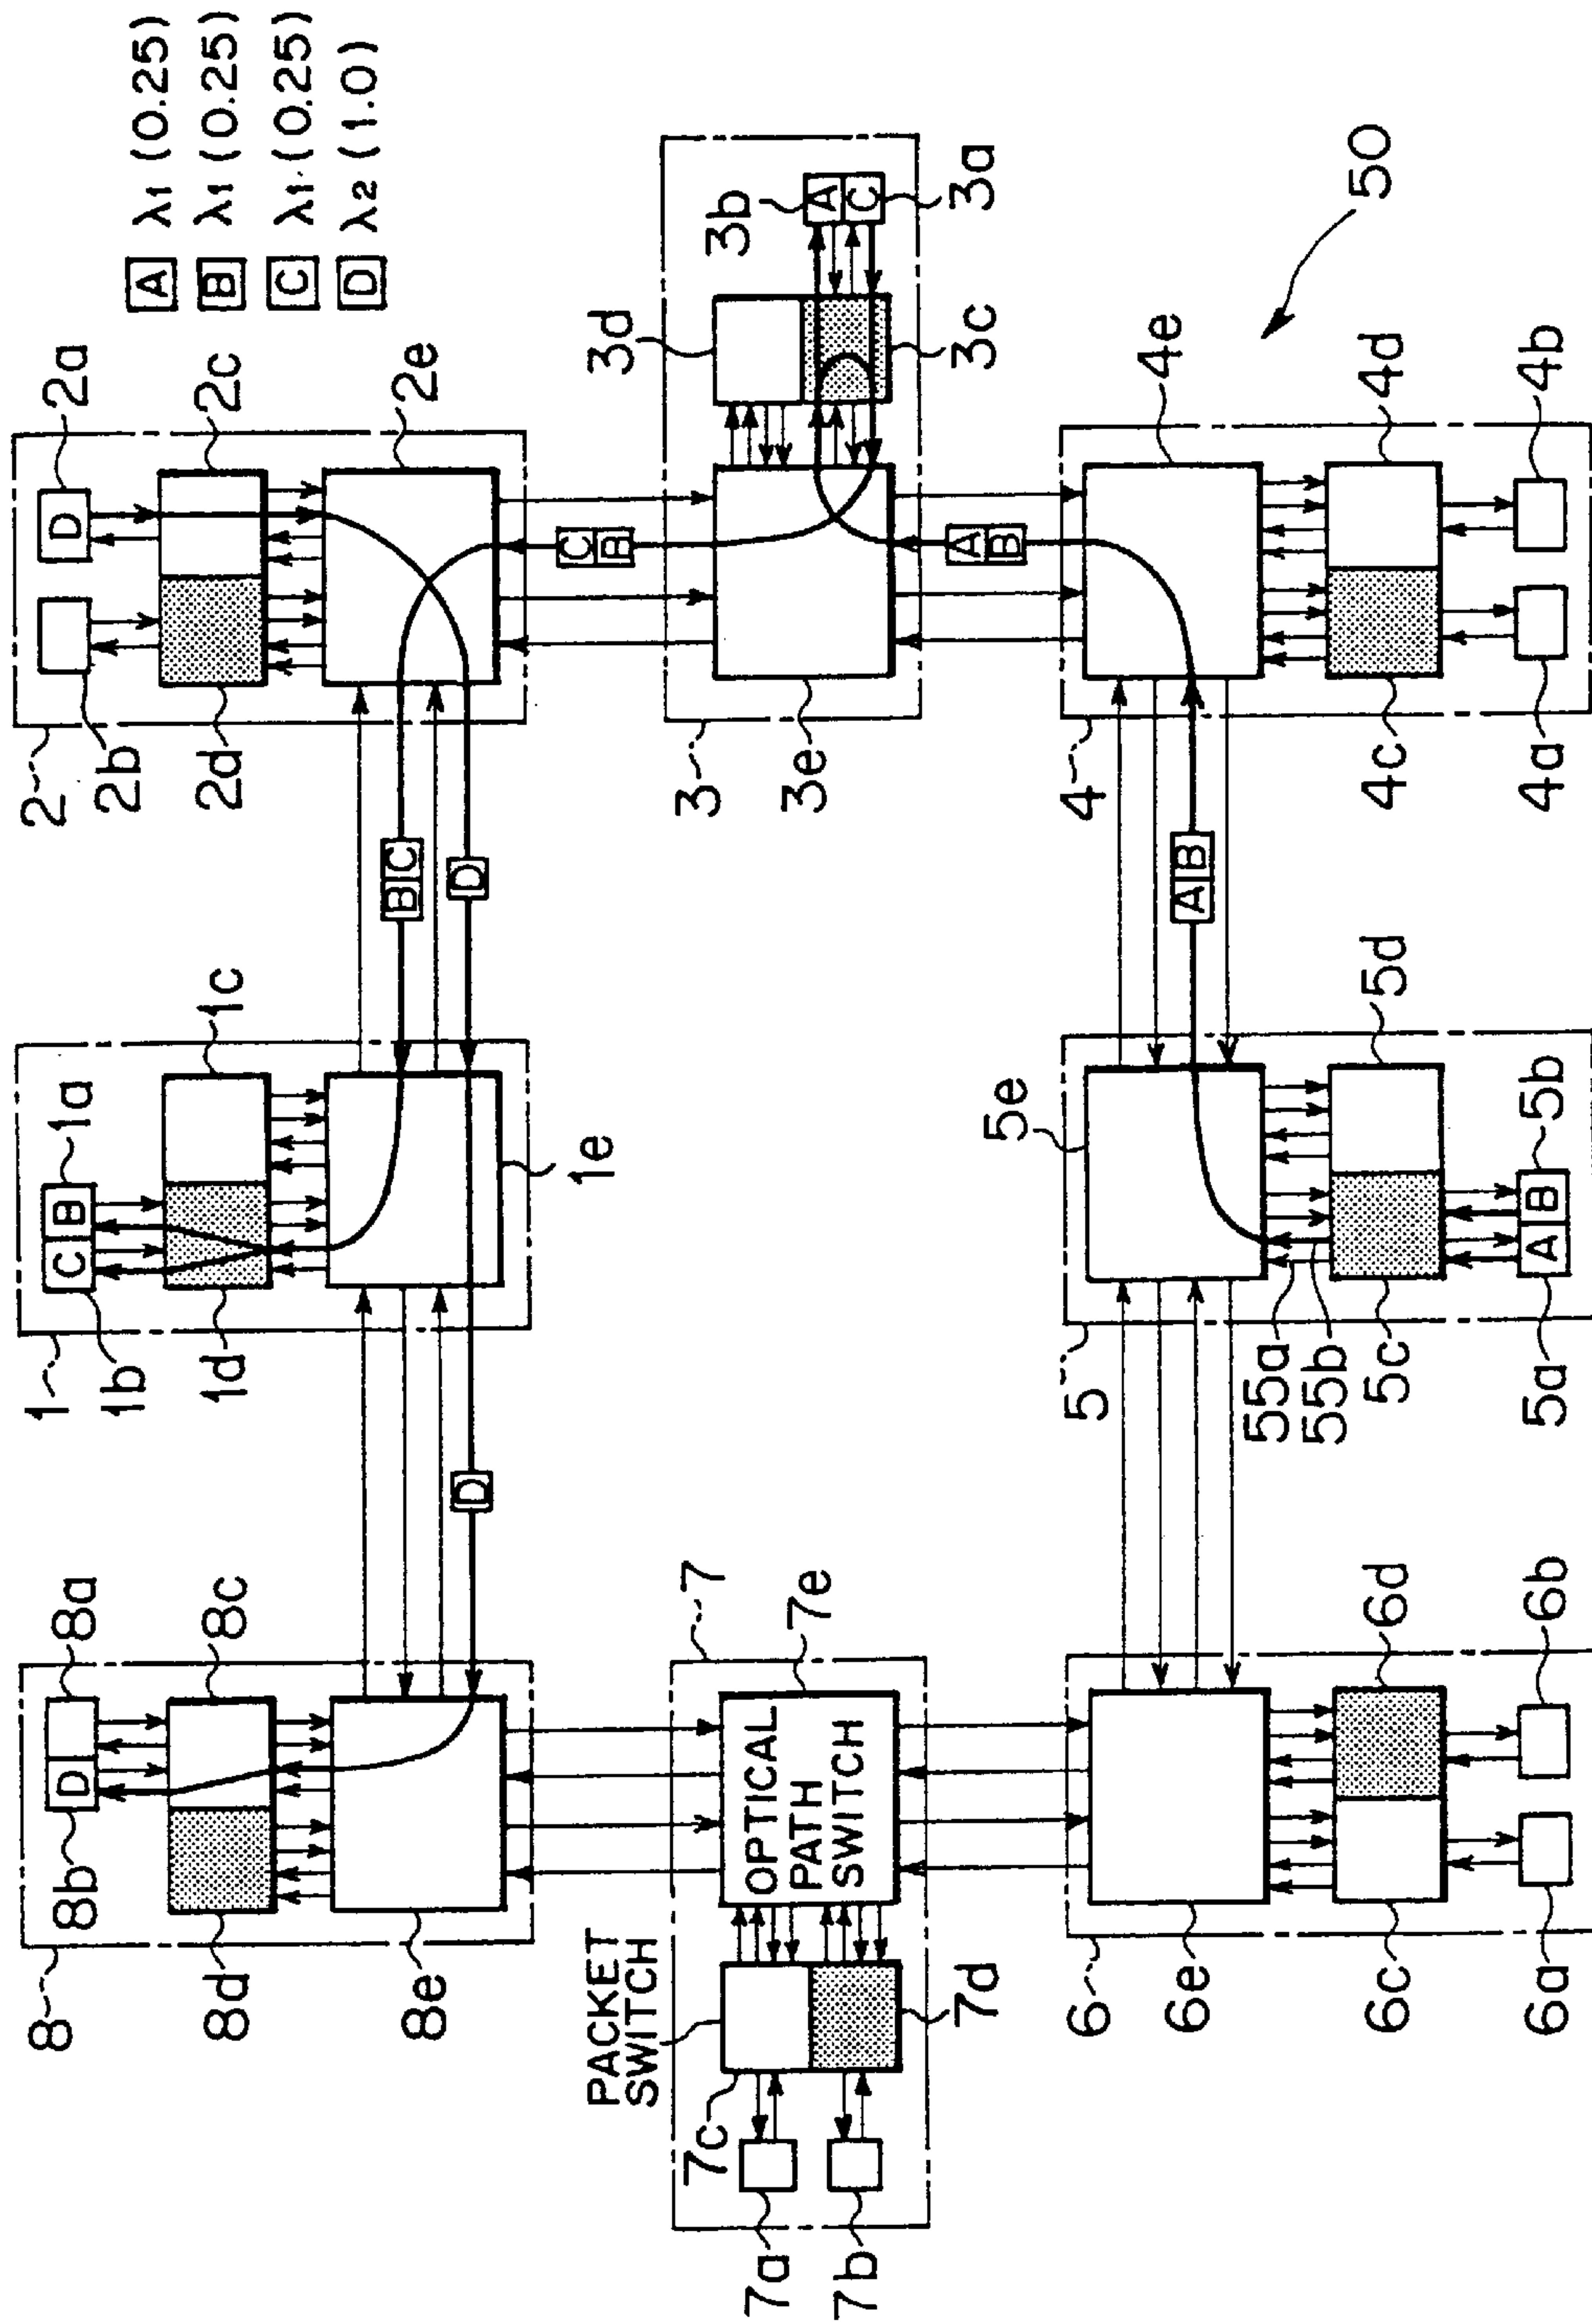 A λ1 (0.25)
B λ1 (0.25)
C λ1 (0.25)
D λ2 (1.0)
8
8b
8d
8e
D
8a
8c
D
1
1b
1d
C B
1a
1c
1e
B C
D
2
2b
2d
D
2a
2c
2e
PACKET
SWITCH
7c
7a
7b
7d
OPTICAL
PATH
SWITCH
7
7e
C B
3
3e
3d
3b
A
C
3c
3a
A B
6
6e
6c
6a
6d
6b
5
55a
55b
5c
5a
5e
A B
5d
5b
A B
4
4c
4a
4e
4d
4b
50